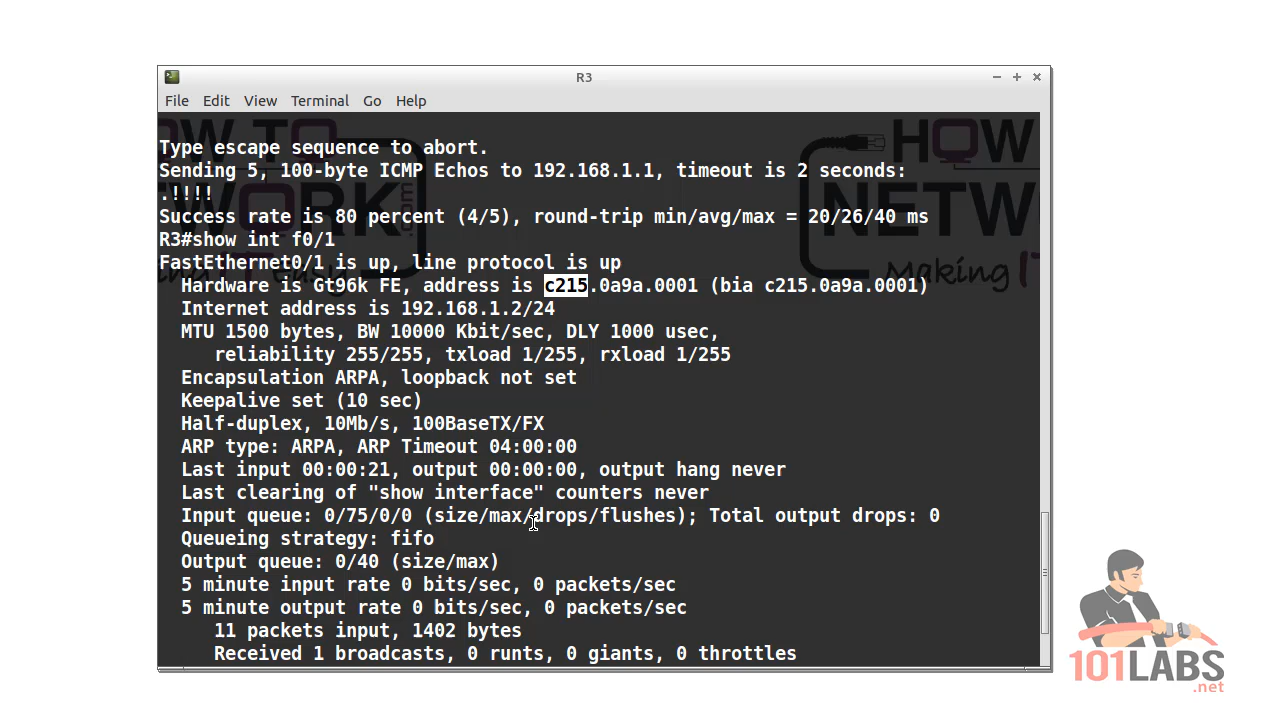 R3
File Edit View Terminal Go Help
Type escape sequence to abort.
Sending 5, 100-byte ICMP Echos to 192.168.1.1, timeout is 2 seconds:
.!!!!
Success rate is 80 percent (4/5), round-trip min/avg/max = 20/26/40 ms
R3#show int f0/1
FastEthernet0/1 is up, line protocol is up
Hardware is Gt96k FE, address is c215.0a9a.0001 (bia c215.0a9a.0001)
Internet address is 192.168.1.2/24
MTU 1500 bytes, BW 10000 Kbit/sec, DLY 1000 usec,
reliability 255/255, txload 1/255, rxload 1/255
Encapsulation ARPA, loopback not set
Keepalive set (10 sec)
Half-duplex, 10Mb/s, 100BaseTX/FX
ARP type: ARPA, ARP Timeout 04:00:00
Last input 00:00:21, output 00:00:00, output hang never
Last clearing of "show interface" counters never
Input queue: 0/75/0/0 (size/max/drops/flushes); Total output drops: 0
Queueing strategy: fifo
Output queue: 0/40 (size/max)
5 minute input rate 0 bits/sec, 0 packets/sec
5 minute output rate 0 bits/sec, 0 packets/sec
11 packets input, 1402 bytes
Received 1 broadcasts, 0 runts, 0 giants, 0 throttles
101LABS
.net